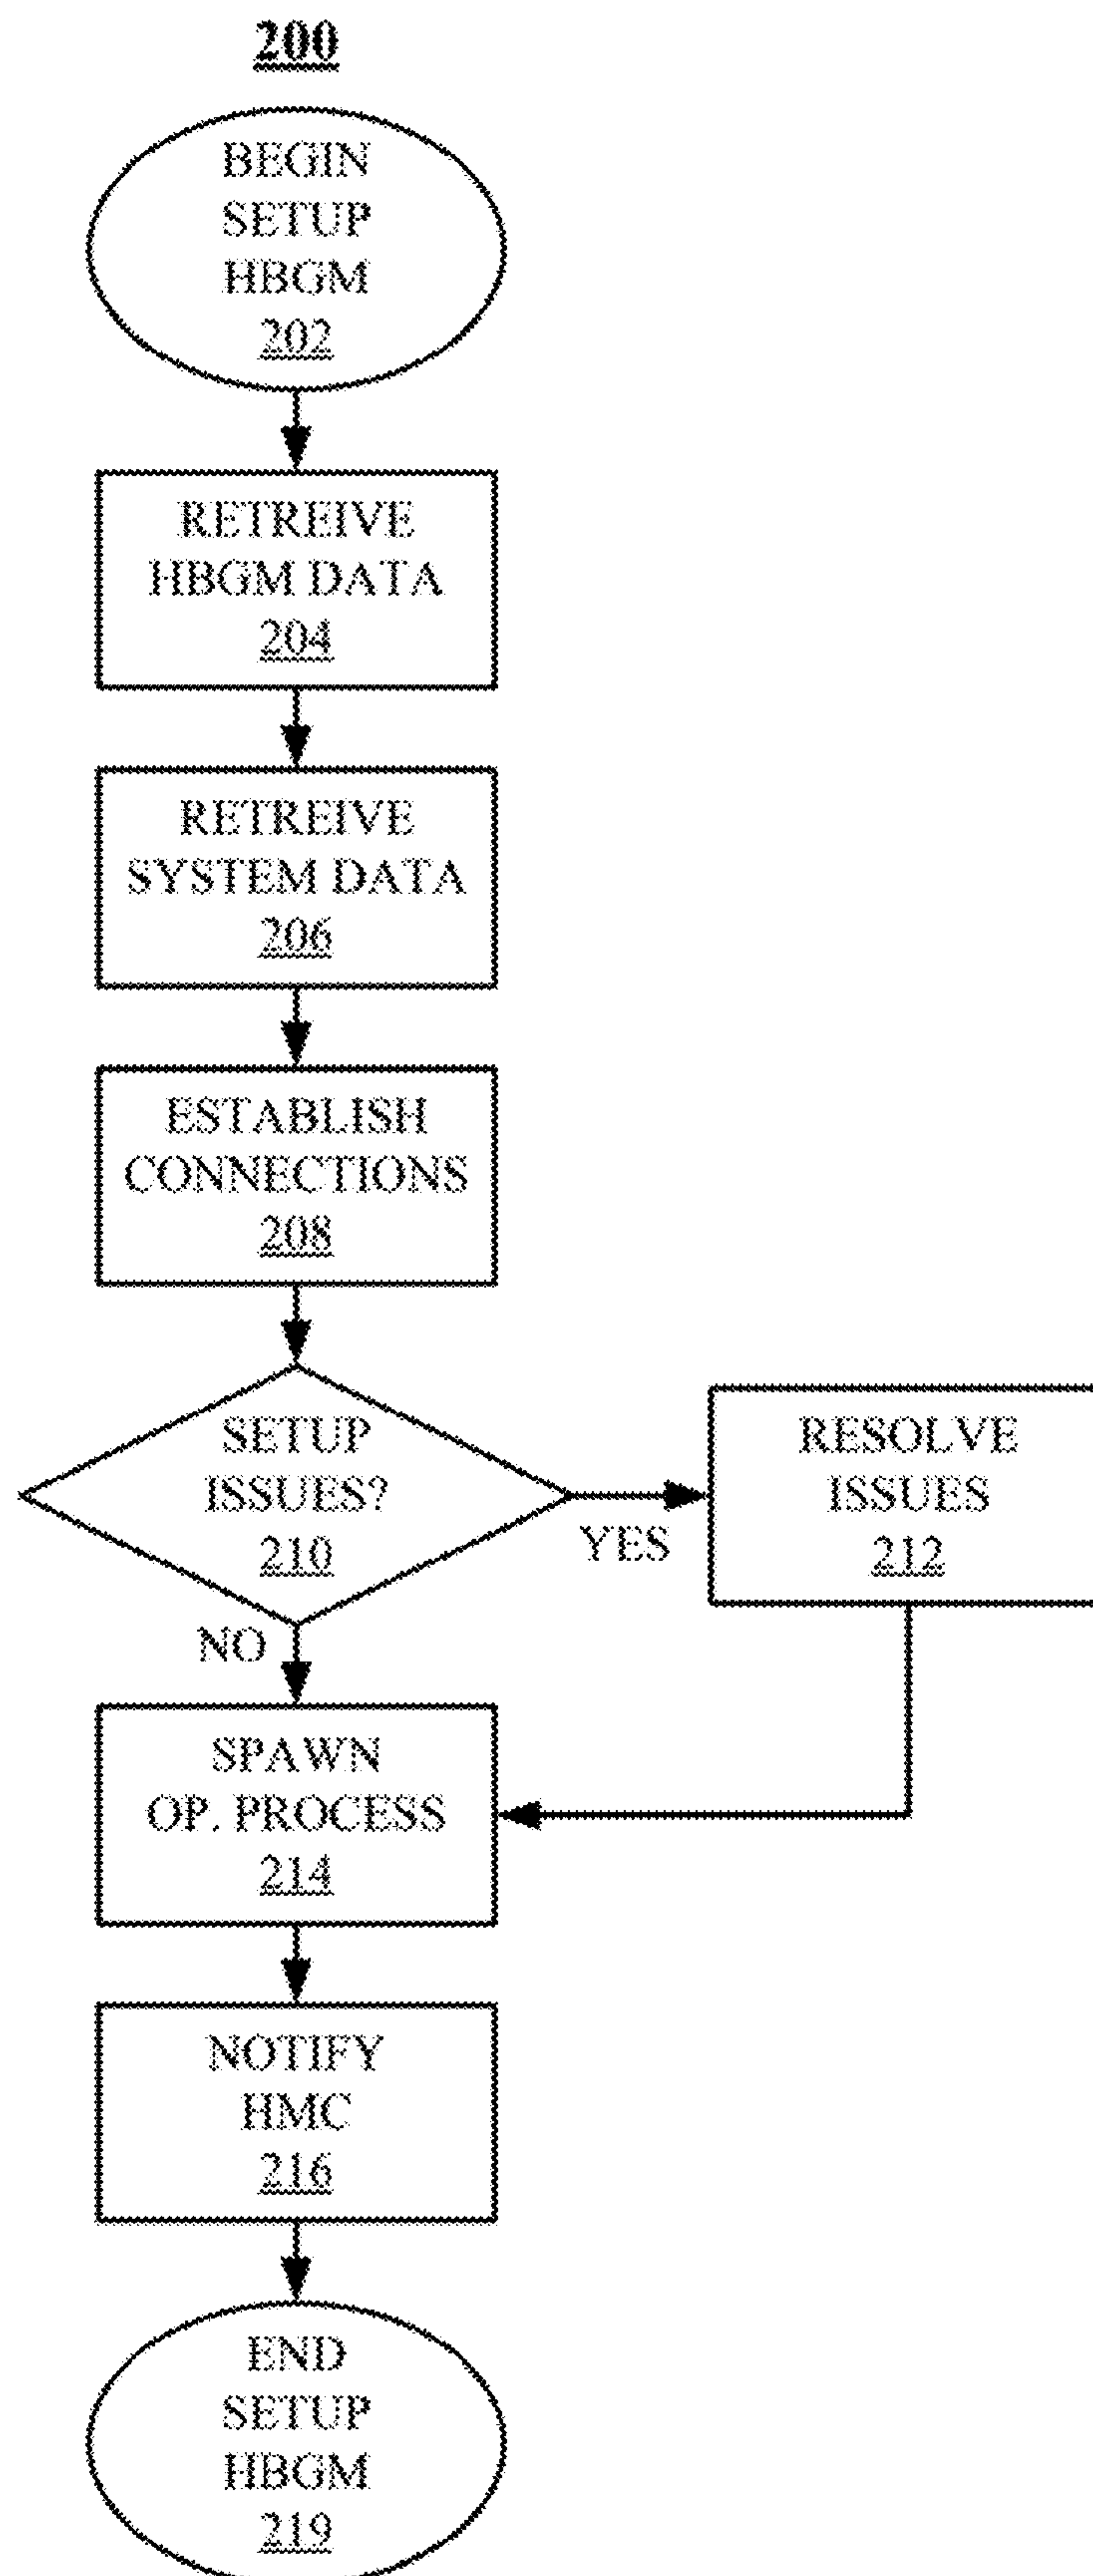 200
BEGIN
SETUP
HBGM
202
RETREIVE
HBGM DATA
204
RETREIVE
SYSTEM DATA
206
ESTABLISH
CONNECTIONS
208
SETUP
ISSUES?
210
YES
RESOLVE
ISSUES
212
NO
SPAWN
OP. PROCESS
214
NOTIFY
HMC
216
END
SETUP
HBGM
219